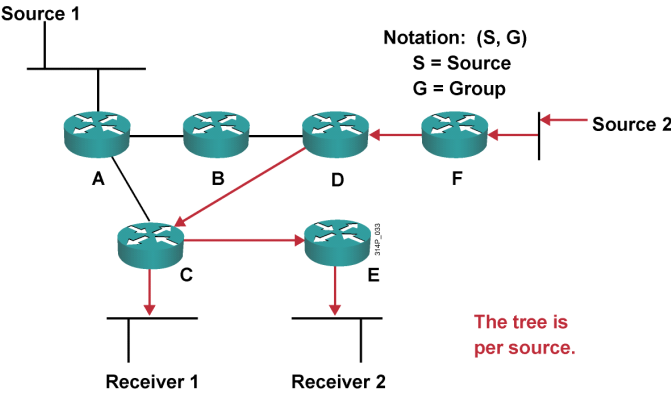 Source 1
Notation: (S, G)
S = Source
G = Group
Source 2
A
B
D
F
C
E
314P_033
The tree is
per source.
Receiver 1
Receiver 2